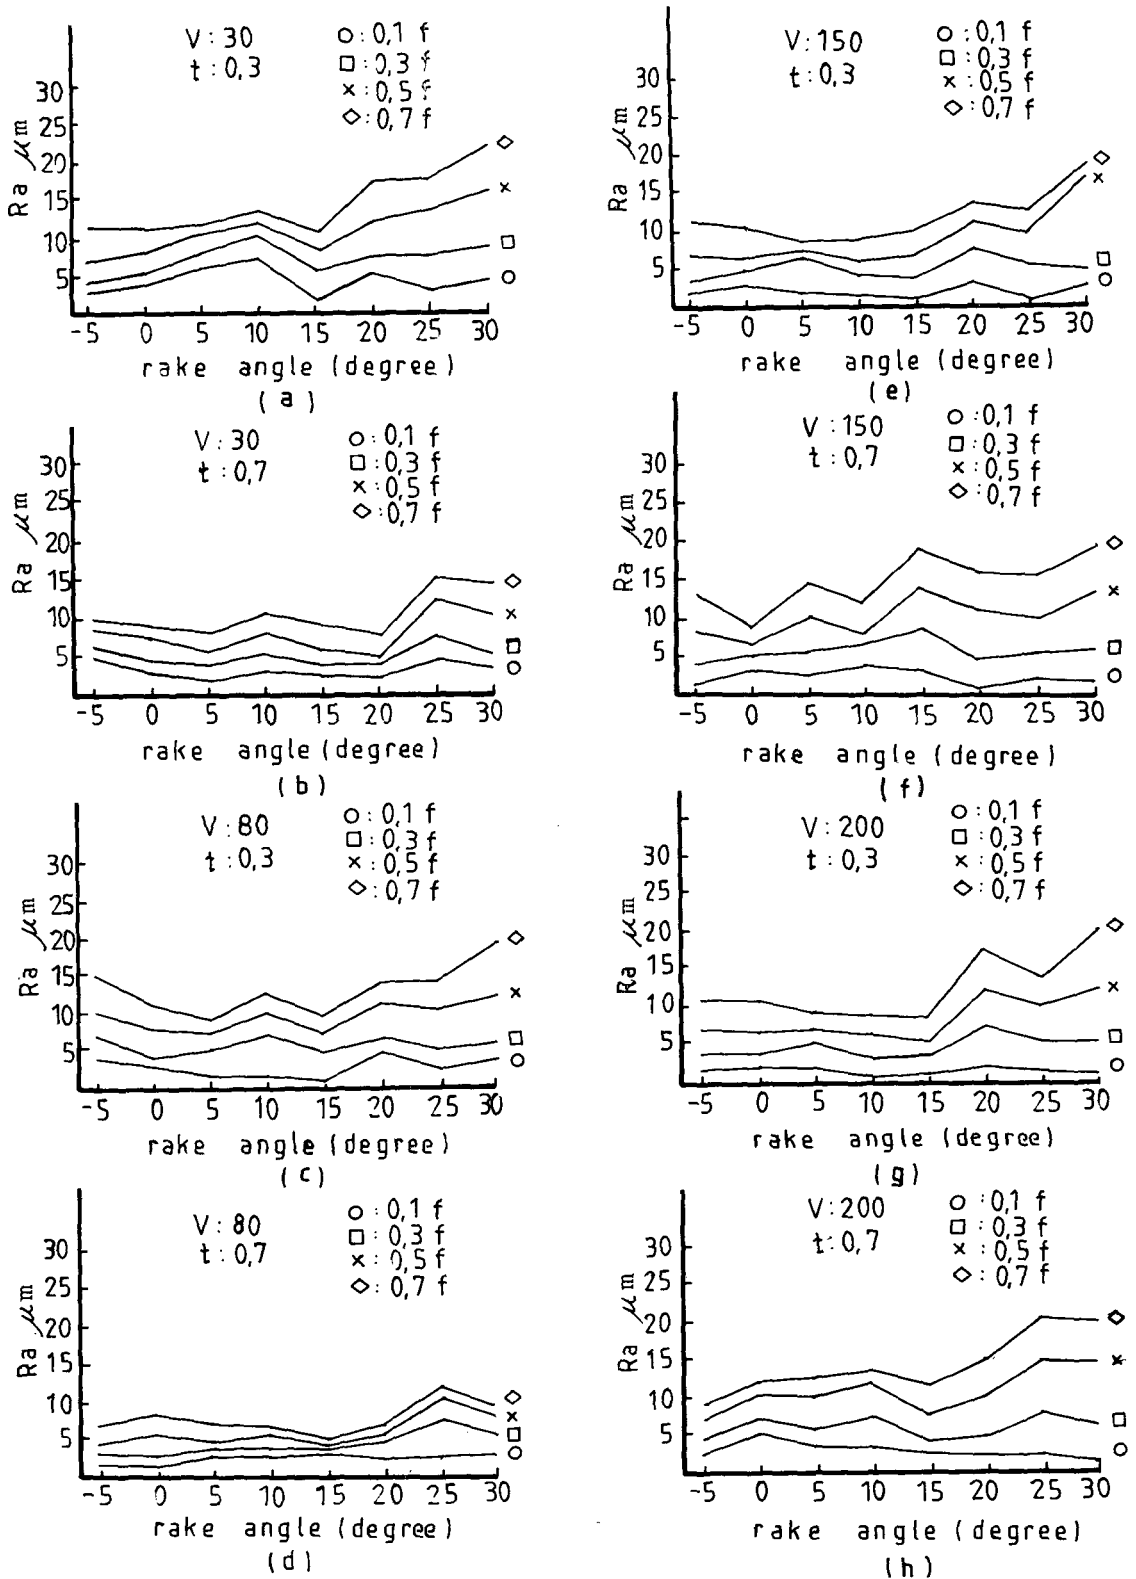 V: 30
t: 0,3
○: 0,1 f
□: 0,3 f
×: 0,5 f
◇: 0,7 f
Ra μm
30
25
20
15
10
5
-5 0 5 10 15 20 25 30
rake angle (degree)
(a)
V: 30
t: 0,7
○: 0,1 f
□: 0,3 f
×: 0,5 f
◇: 0,7 f
Ra μm
30
25
20
15
10
5
-5 0 5 10 15 20 25 30
rake angle (degree)
(b)
V: 80
t: 0,3
○: 0,1 f
□: 0,3 f
×: 0,5 f
◇: 0,7 f
Ra μm
30
25
20
15
10
5
-5 0 5 10 15 20 25 30
rake angle (degree)
(c)
V: 80
t: 0,7
○: 0,1 f
□: 0,3 f
×: 0,5 f
◇: 0,7 f
Ra μm
30
25
20
15
10
5
-5 0 5 10 15 20 25 30
rake angle (degree)
(d)
V: 150
t: 0,3
○: 0,1 f
□: 0,3 f
×: 0,5 f
◇: 0,7 f
Ra μm
30
25
20
15
10
5
-5 0 5 10 15 20 25 30
rake angle (degree)
(e)
V: 150
t: 0,7
○: 0,1 f
□: 0,3 f
×: 0,5 f
◇: 0,7 f
Ra μm
30
25
20
15
10
5
-5 0 5 10 15 20 25 30
rake angle (degree)
(f)
V: 200
t: 0,3
○: 0,1 f
□: 0,3 f
×: 0,5 f
◇: 0,7 f
Ra μm
30
25
20
15
10
5
-5 0 5 10 15 20 25 30
rake angle (degree)
(g)
V: 200
t: 0,7
○: 0,1 f
□: 0,3 f
×: 0,5 f
◇: 0,7 f
Ra μm
30
25
20
15
10
5
-5 0 5 10 15 20 25 30
rake angle (degree)
(h)